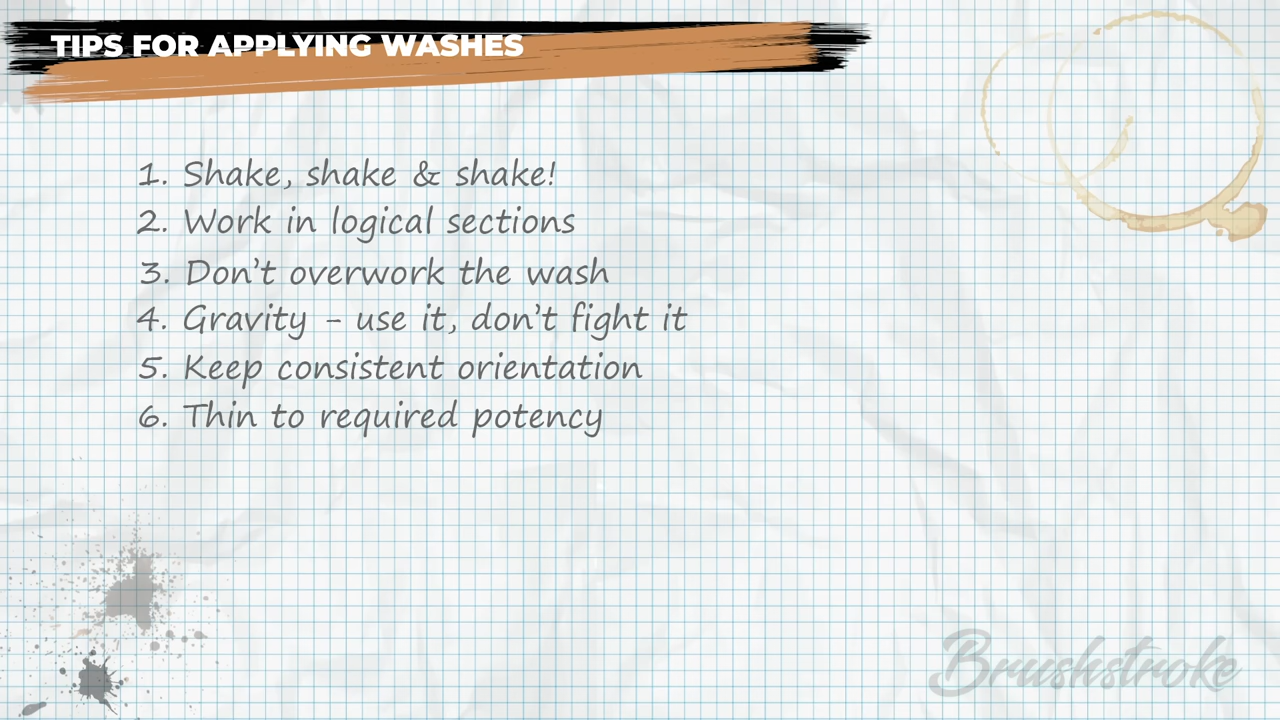 TIPS FOR APPLYING WASHES
1. Shake, shake & shake!
2. Work in logical sections
3. Don’t overwork the wash
4. Gravity – use it, don’t fight it
5. Keep consistent orientation
6. Thin to required potency
Brushstroke